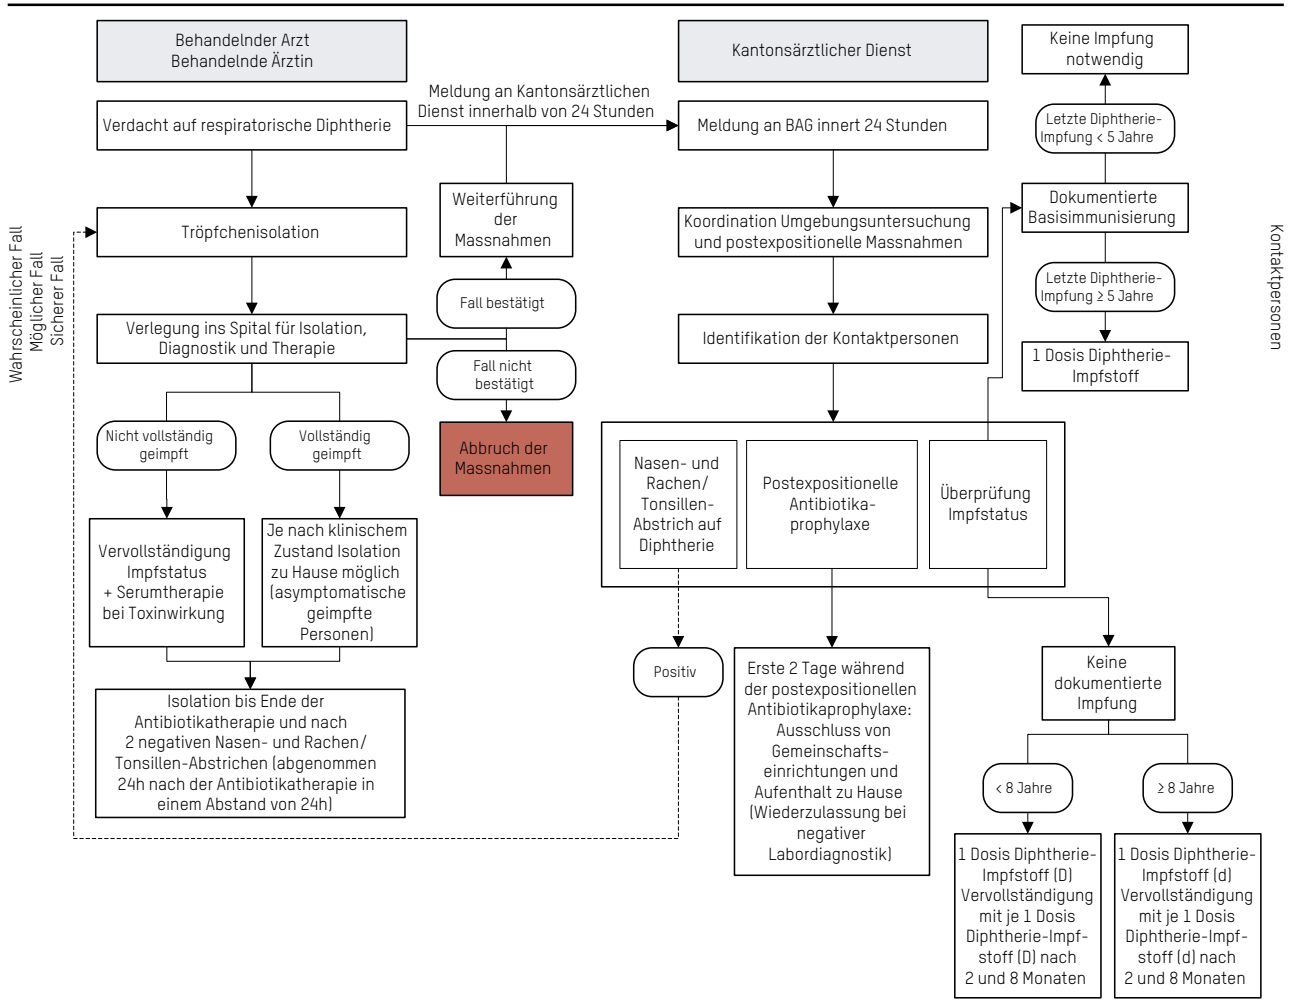 Behandelnder Arzt
Behandelnde Ärztin
Kantonsärztlicher Dienst
Keine Impfung
notwendig
Meldung an Kantonsärztlichen
Dienst innerhalb von 24 Stunden
Verdacht auf respiratorische Diphtherie
Meldung an BAG innert 24 Stunden
Letzte Diphtherie-
Impfung < 5 Jahre
Weiterführung
der
Massnahmen
Dokumentierte
Basisimmunisierung
Tröpfchenisolation
Koordination Umgebungsuntersuchung
und postexpositionelle Massnahmen
Wahrscheinlicher Fall
Möglicher Fall
Sicherer Fall
Kontaktpersonen
Fall bestätigt
Letzte Diphtherie-
Impfung ≥ 5 Jahre
Verlegung ins Spital für Isolation,
Diagnostik und Therapie
Identifikation der Kontaktpersonen
Fall nicht
bestätigt
1 Dosis Diphtherie-
Impfstoff
Nicht vollständig
geimpft
Vollständig
geimpft
Abbruch der
Massnahmen
Nasen- und
Rachen/
Tonsillen-
Abstrich auf
Diphtherie
Postexpositionelle
Antibiotika-
prophylaxe
Überprüfung
Impfstatus
Vervollständigung
Impfstatus
+ Serumtherapie
bei Toxinwirkung
Je nach klinischem
Zustand Isolation
zu Hause möglich
(asymptomatische
geimpfte
Personen)
Positiv
Erste 2 Tage während
der postexpositionellen
Antibiotikaprophylaxe:
Ausschluss von
Gemeinschafts-
einrichtungen und
Aufenthalt zu Hause
(Wiederzulassung bei
negativer
Labordiagnostik)
Keine
dokumentierte
Impfung
Isolation bis Ende der
Antibiotikatherapie und nach
2 negativen Nasen- und Rachen/
Tonsillen-Abstrichen (abgenommen
24h nach der Antibiotikatherapie in
einem Abstand von 24h)
< 8 Jahre
≥ 8 Jahre
1 Dosis Diphtherie-
Impfstoff (D)
Vervollständigung
mit je 1 Dosis
Diphtherie-Impf-
stoff (D) nach
2 und 8 Monaten
1 Dosis Diphtherie-
Impfstoff (d)
Vervollständigung
mit je 1 Dosis
Diphtherie-Impf-
stoff (d) nach
2 und 8 Monaten